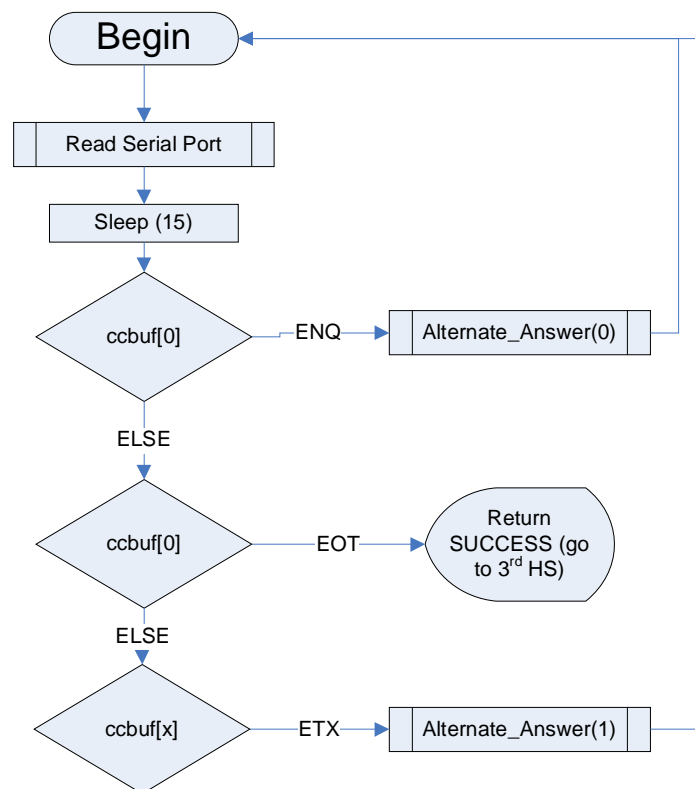 Begin
Read Serial Port
Sleep (15)
ccbuf[0]
ENQ
Alternate_Answer(0)
ELSE
ccbuf[0]
EOT
Return
SUCCESS (go
to 3rd HS)
ELSE
ccbuf[x]
ETX
Alternate_Answer(1)